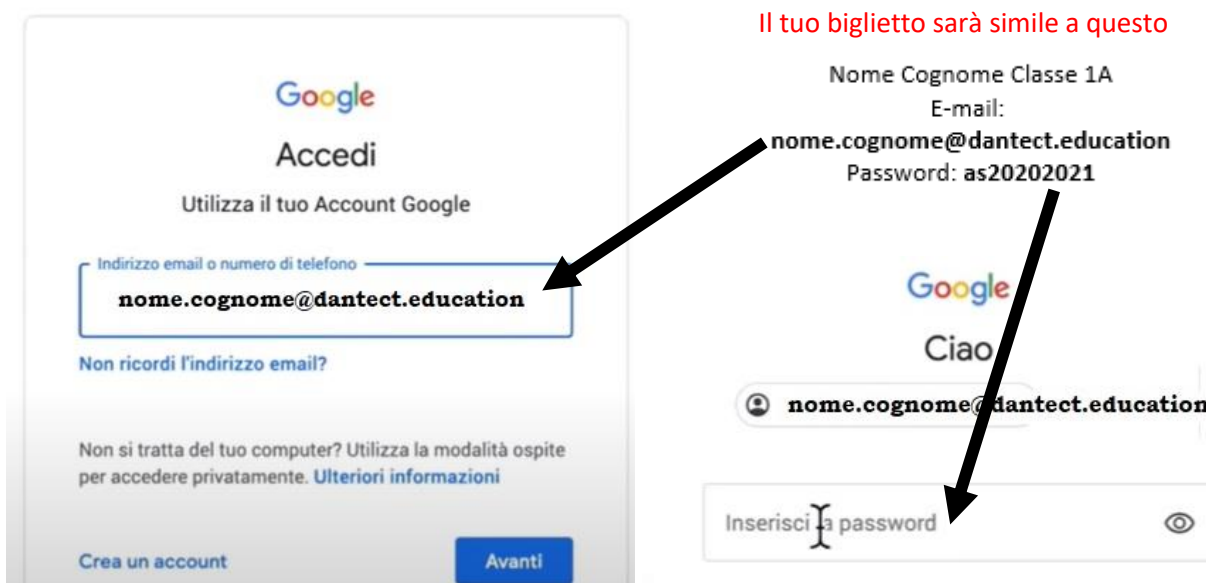 Google
Accedi
Utilizza il tuo Account Google
Indirizzo email o numero di telefono
nome.cognome@dantect.education
Non ricordi l'indirizzo email?
Non si tratta del tuo computer? Utilizza la modalità ospite
per accedere privatamente. Ulteriori informazioni
Crea un account
Avanti
Il tuo biglietto sarà simile a questo
Nome Cognome Classe 1A
E-mail:
nome.cognome@dantect.education
Password: as20202021
Google
Ciao
nome.cognome@dantect.education
Inserisci la password